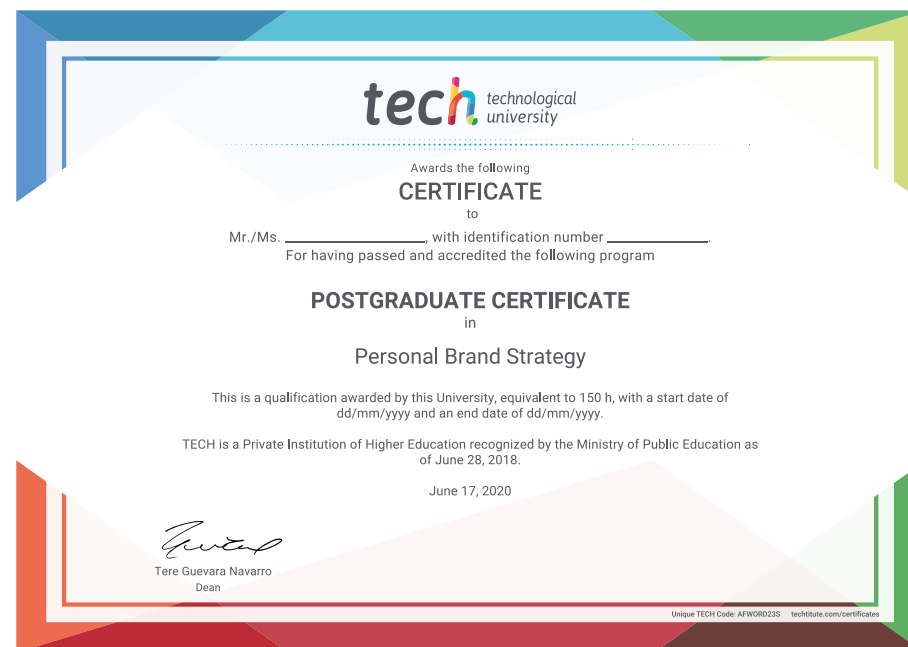 tech technological
university
Awards the following
CERTIFICATE
to
Mr./Ms. ____________________, with identification number ______________.
For having passed and accredited the following program
POSTGRADUATE CERTIFICATE
in
Personal Brand Strategy
This is a qualification awarded by this University, equivalent to 150 h, with a start date of
dd/mm/yyyy and an end date of dd/mm/yyyy.
TECH is a Private Institution of Higher Education recognized by the Ministry of Public Education as
of June 28, 2018.
June 17, 2020
Tere Guevara Navarro
Dean
Unique TECH Code: AFWORD23S techtitute.com/certificates